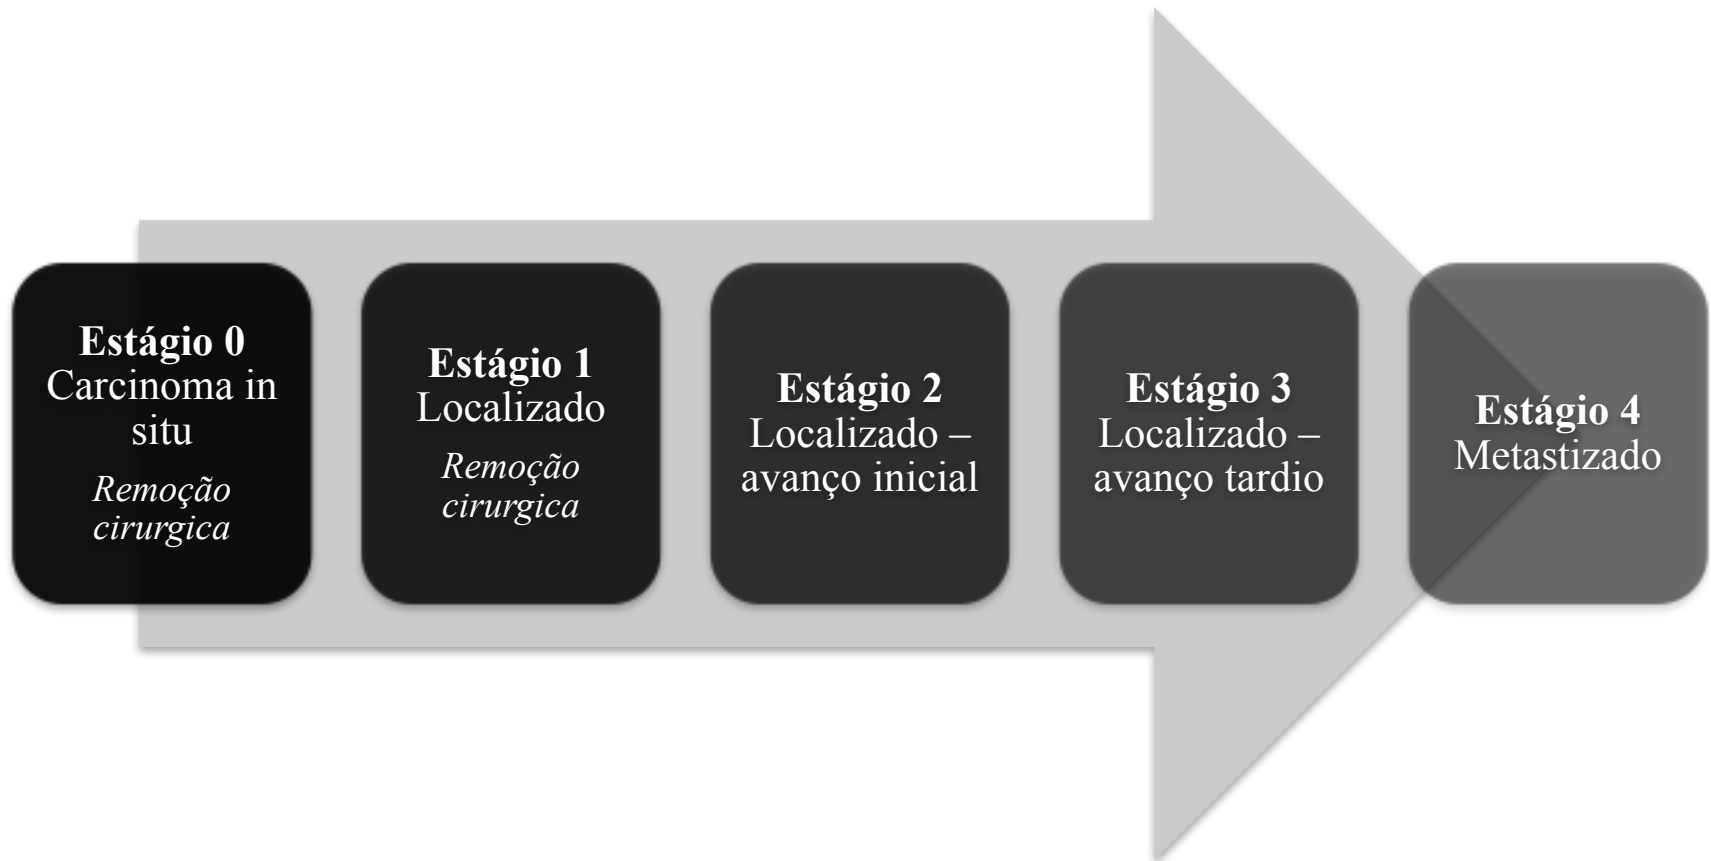 Estágio 0
Carcinoma in
situ
Remoção
cirurgica
Estágio 1
Localizado
Remoção
cirurgica
Estágio 2
Localizado –
avanço inicial
Estágio 3
Localizado –
avanço tardio
Estágio 4
Metastizado